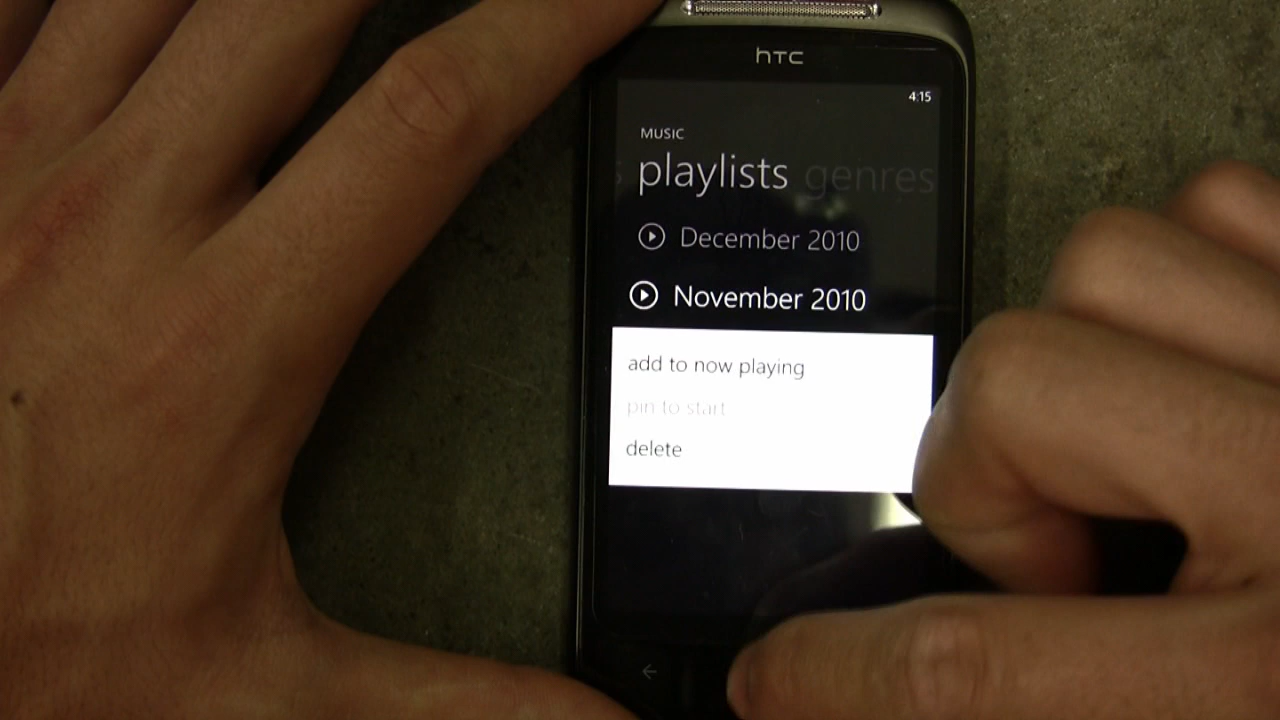 hTC
4:15
MUSIC
playlists genres
December 2010
November 2010
add to now playing
pin to start
delete